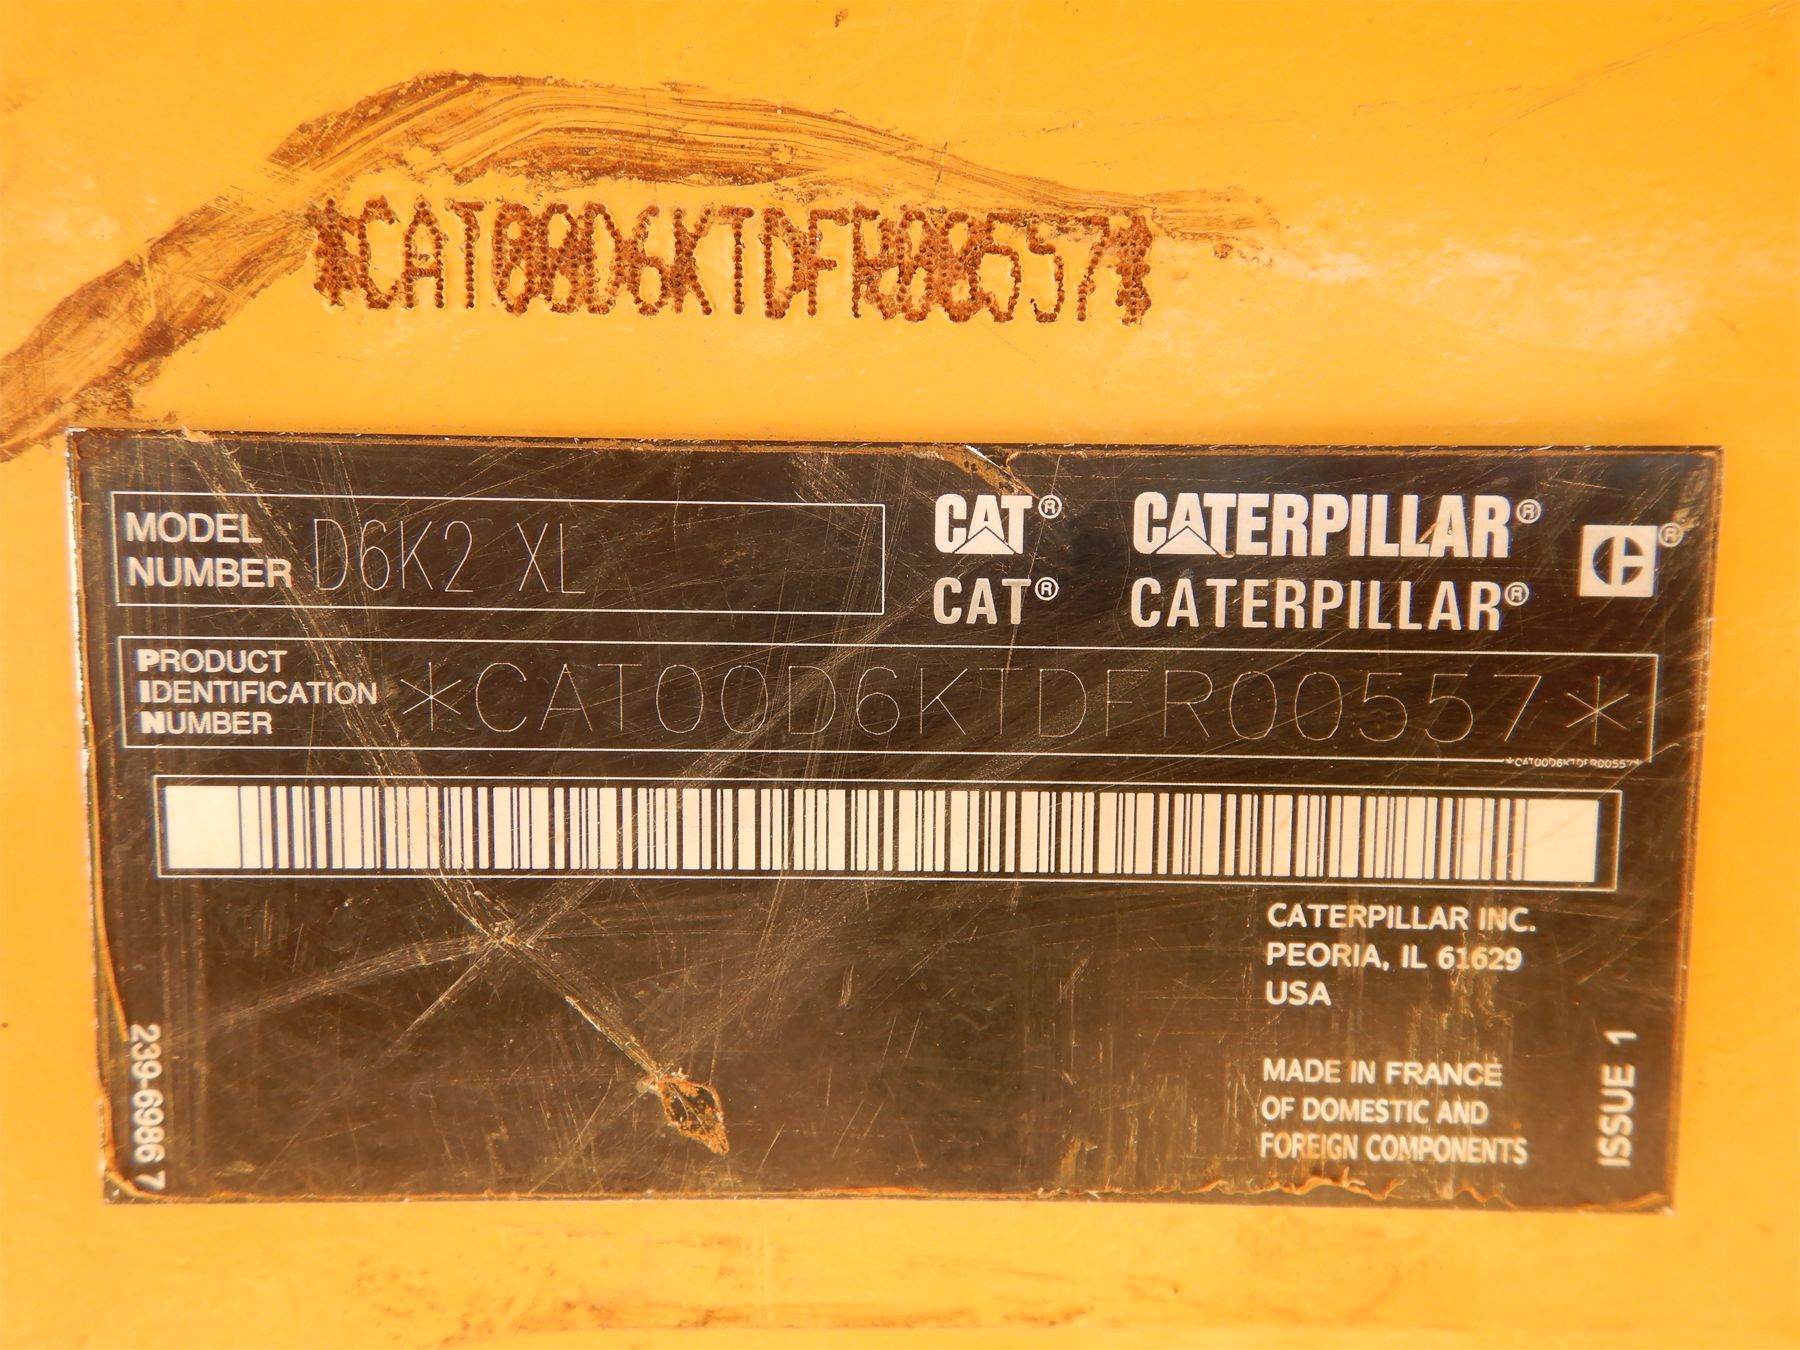 *CAT00D6KTDFR00557*
MODEL NUMBER D6K2 XL
CAT® CATERPILLAR®
CAT® CATERPILLAR®
PRODUCT IDENTIFICATION NUMBER *CAT00D6KTDFR00557*
*CAT00D6KTDFR00557*
CATERPILLAR INC.
PEORIA, IL 61629
USA
MADE IN FRANCE
OF DOMESTIC AND
FOREIGN COMPONENTS
239-6986 7
ISSUE 1